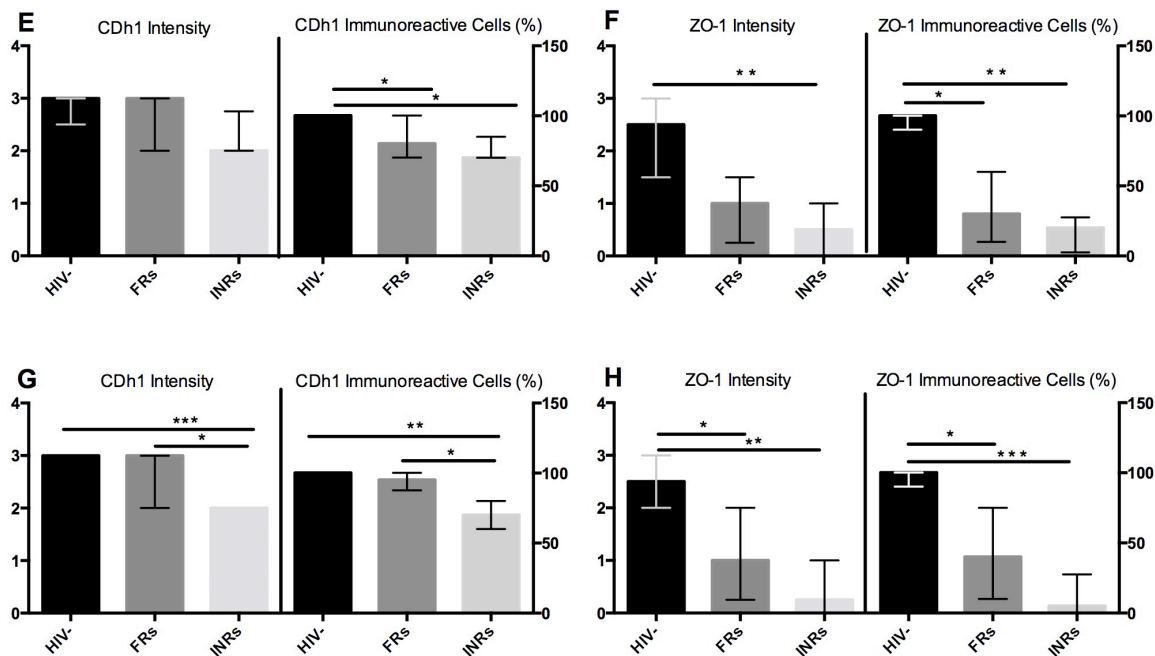 E
CDh1 Intensity
CDh1 Immunoreactive Cells (%)
4
3
2
1
0
150
100
50
0
*
*
HIV-
FRs
INRs
HIV-
FRs
INRs
F
ZO-1 Intensity
ZO-1 Immunoreactive Cells (%)
4
3
2
1
0
150
100
50
0
**
**
*
HIV-
FRs
INRs
HIV-
FRs
INRs
G
CDh1 Intensity
CDh1 Immunoreactive Cells (%)
4
3
2
1
0
150
100
50
0
***
*
**
*
HIV-
FRs
INRs
HIV-
FRs
INRs
H
ZO-1 Intensity
ZO-1 Immunoreactive Cells (%)
4
3
2
1
0
150
100
50
0
*
**
*
***
HIV-
FRs
INRs
HIV-
FRs
INRs